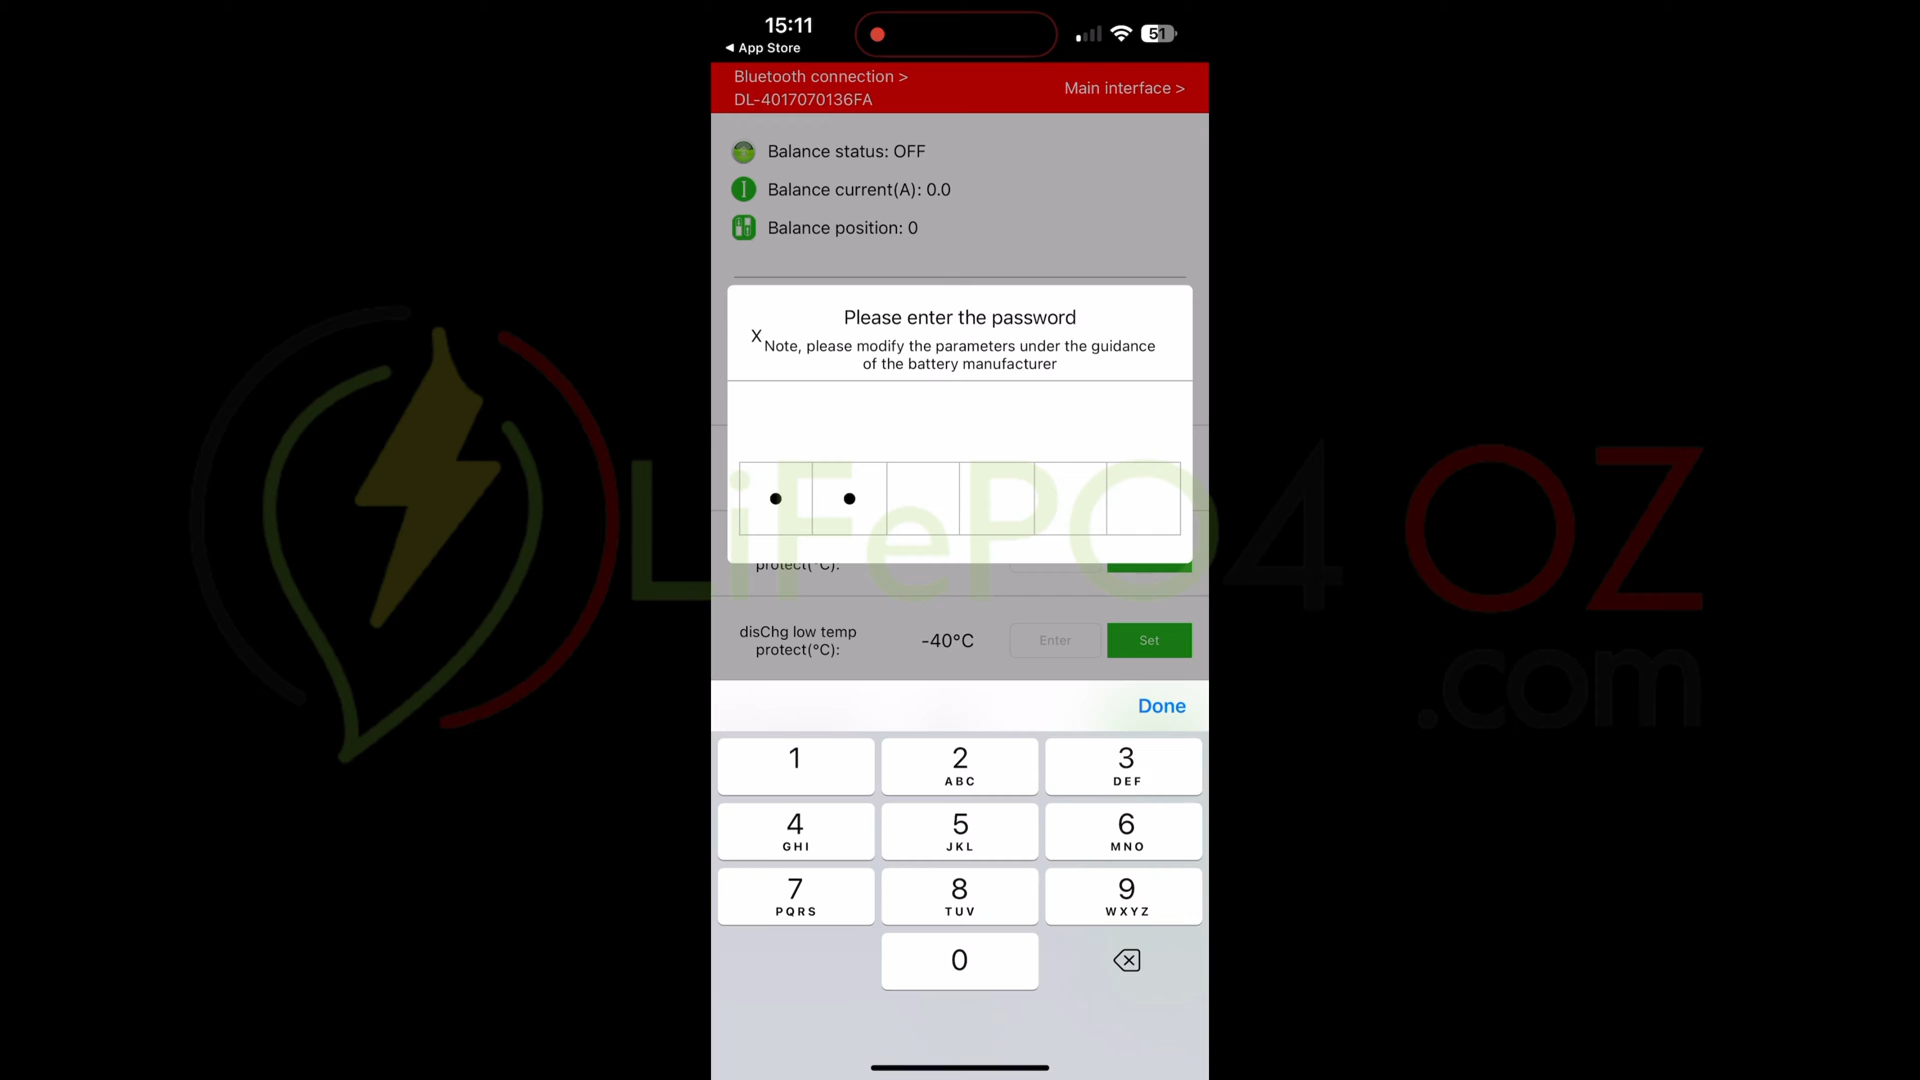 15:11
App Store
51
Bluetooth connection >
DL-4017070136FA
Main interface >
Balance status: OFF
Balance current(A): 0.0
Balance position: 0
Please enter the password
X
Note, please modify the parameters under the guidance
of the battery manufacturer
LiFePO4 OZ
.com
protect(°C):
disChg low temp
protect(°C):
-40°C
Enter
Set
Done
1
2
ABC
3
DEF
4
GHI
5
JKL
6
MNO
7
PQRS
8
TUV
9
WXYZ
0